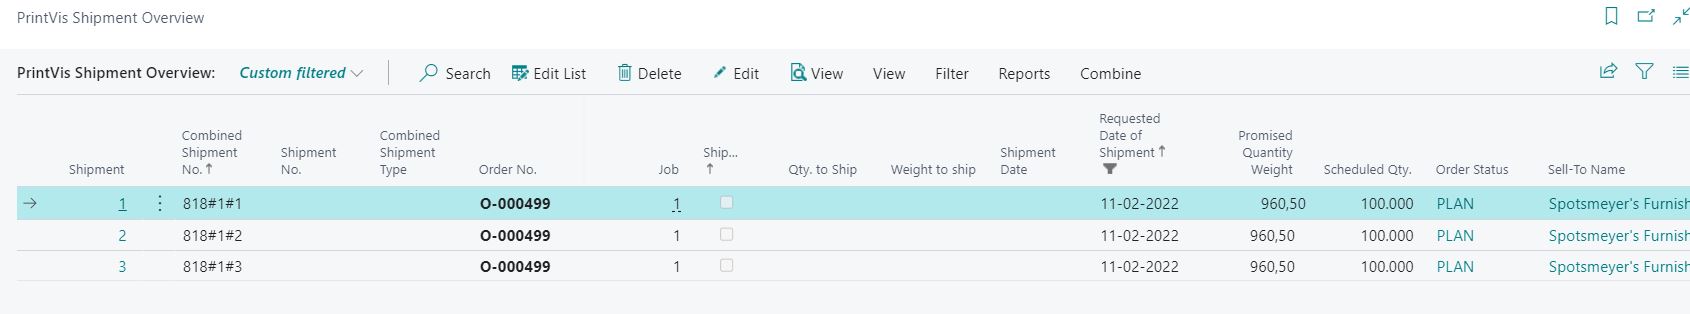 PrintVis Shipment Overview
PrintVis Shipment Overview: Custom filtered Search Edit List Delete Edit View View Filter Reports Combine
Shipment
Combined
Shipment
No.
Shipment
No.
Combined
Shipment
Type
Order No.
Job
Ship...
Qty. to Ship
Weight to ship
Shipment
Date
Requested
Date of
Shipment
Promised
Quantity
Weight
Scheduled Qty.
Order Status
Sell-To Name
1 818#1#1 O-000499 1 11-02-2022 960,50 100.000 PLAN Spotsmeyer's Furnish
2 818#1#2 O-000499 1 11-02-2022 960,50 100.000 PLAN Spotsmeyer's Furnish
3 818#1#3 O-000499 1 11-02-2022 960,50 100.000 PLAN Spotsmeyer's Furnish